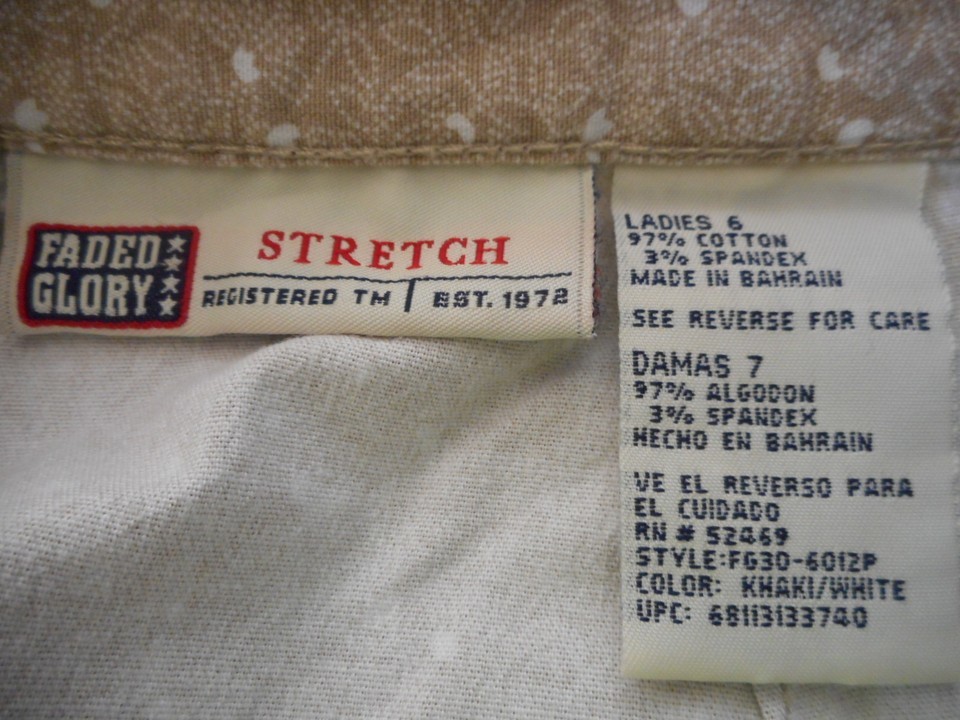 FADED
GLORY
STRETCH
REGISTERED TM | EST. 1972
LADIES 6
97% COTTON
3% SPANDEX
MADE IN BAHRAIN
SEE REVERSE FOR CARE
DAMAS 7
97% ALGODON
3% SPANDEX
HECHO EN BAHRAIN
VE EL REVERSO PARA
EL CUIDADO
RN # 52469
STYLE:FG30-6012P
COLOR: KHAKI/WHITE
UPC: 68113133740